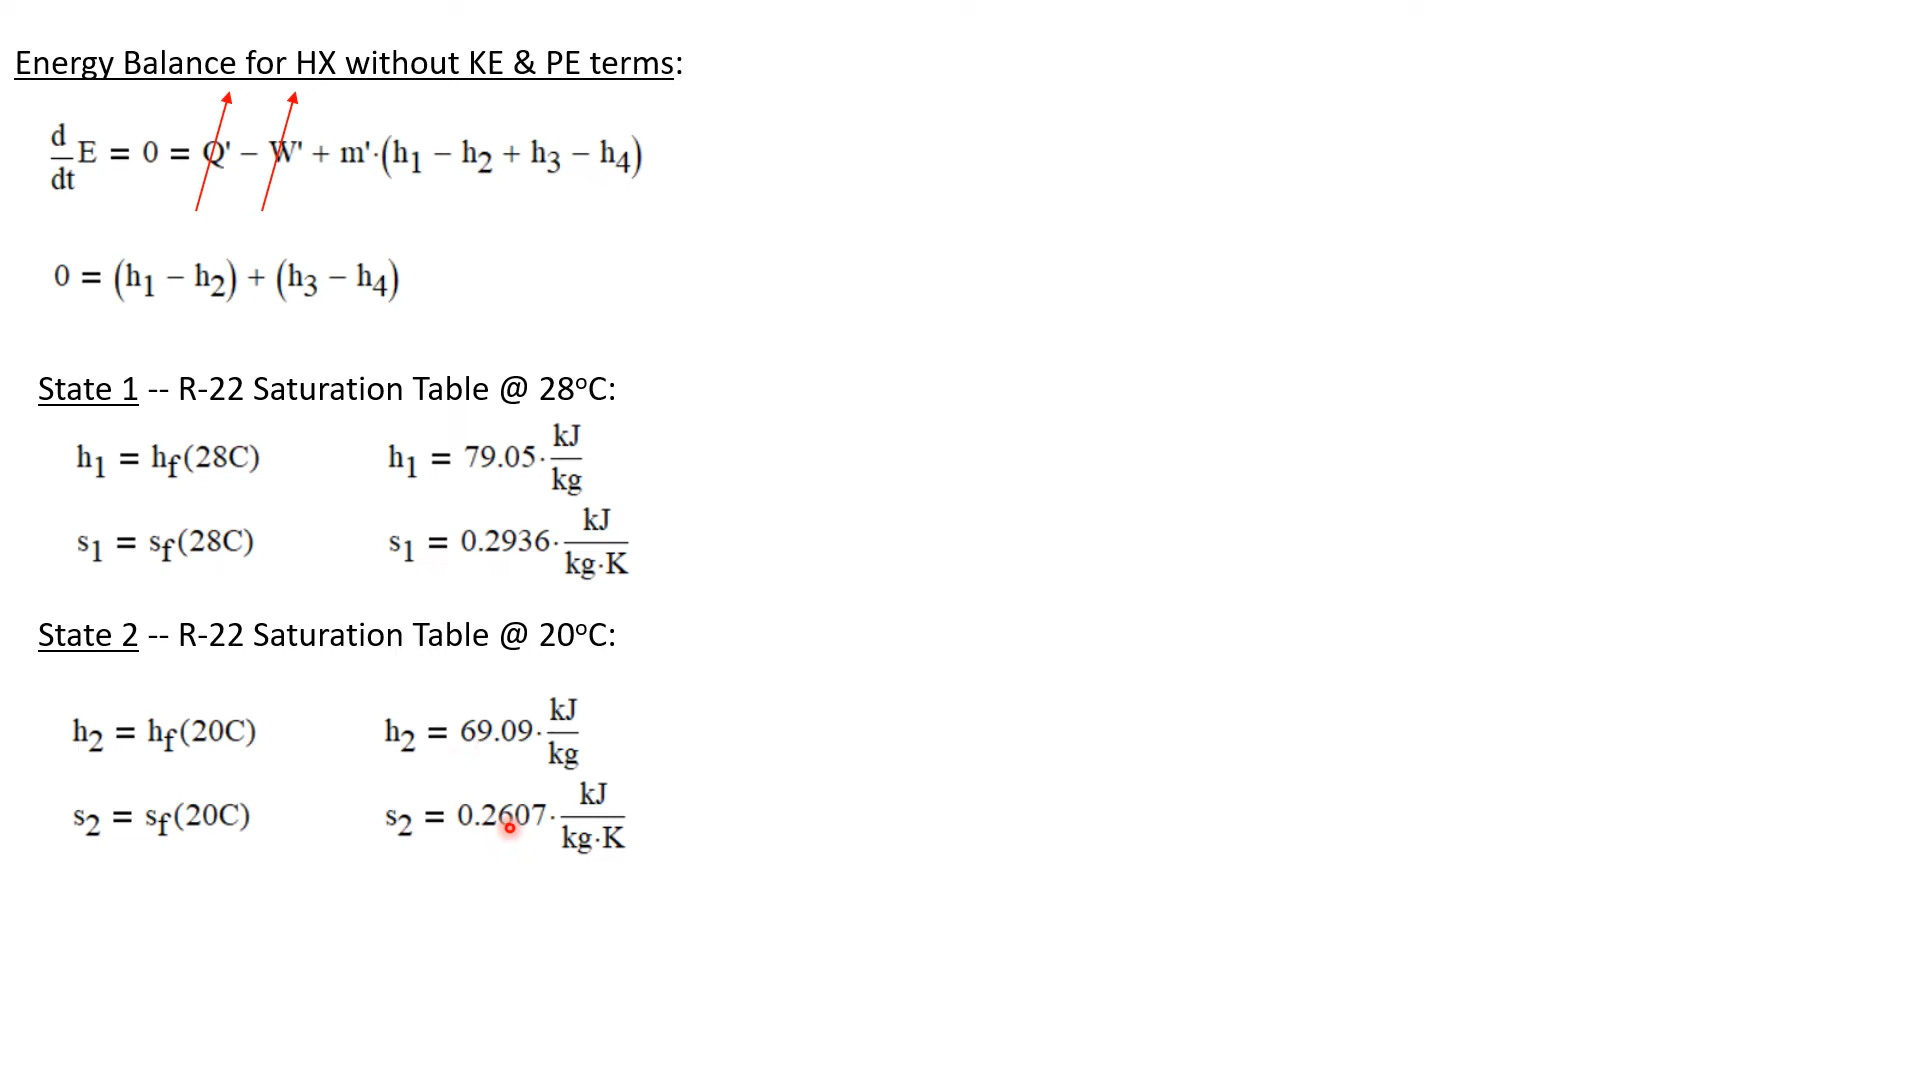 Energy Balance for HX without KE & PE terms:
d/dt E = 0 = Q' − W' + m'·(h₁ − h₂ + h₃ − h₄)
0 = (h₁ − h₂) + (h₃ − h₄)
State 1 -- R-22 Saturation Table @ 28°C:
h₁ = hf(28C) h₁ = 79.05· kJ/kg
s₁ = sf(28C) s₁ = 0.2936· kJ/kg·K
State 2 -- R-22 Saturation Table @ 20°C:
h₂ = hf(20C) h₂ = 69.09· kJ/kg
s₂ = sf(20C) s₂ = 0.2607· kJ/kg·K